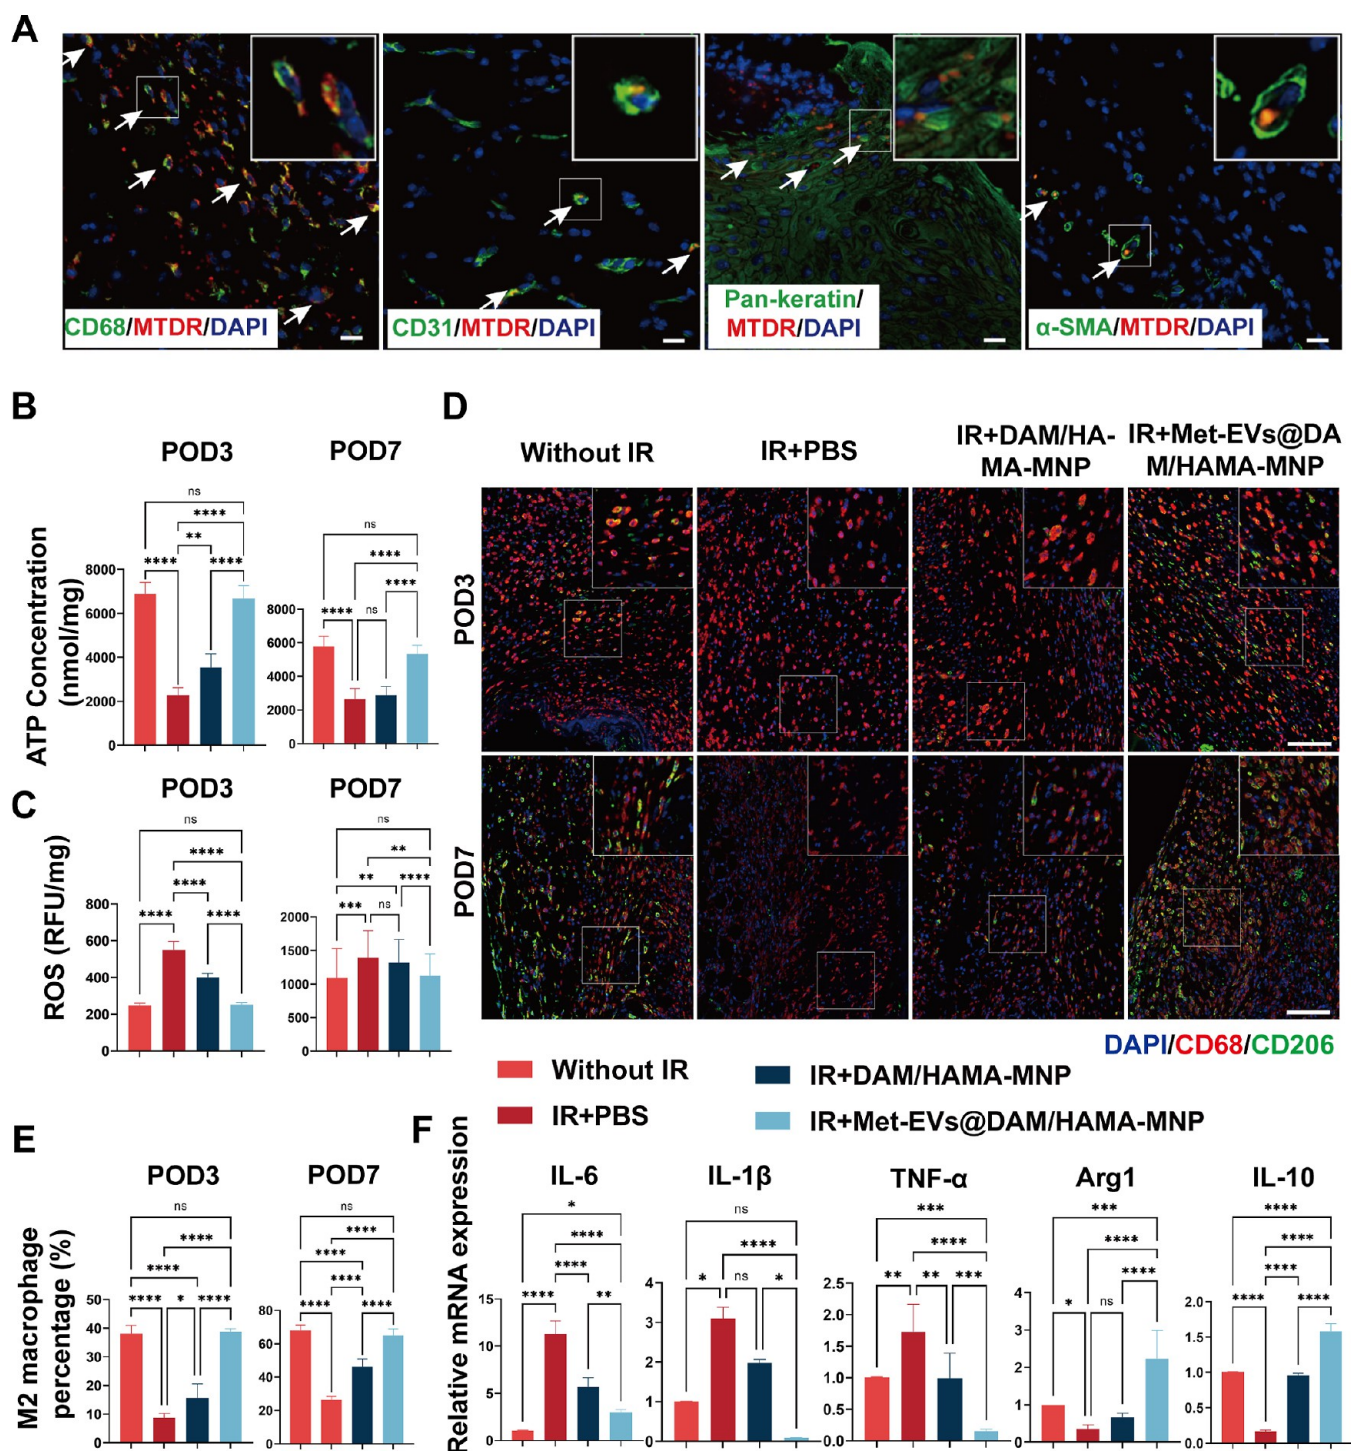 A
CD68/MTDR/DAPI
CD31/MTDR/DAPI
Pan-keratin/
MTDR/DAPI
α-SMA/MTDR/DAPI
B
POD3
POD7
ATP Concentration
(nmol/mg)
ns
****
**
**** ****
8000
6000
4000
2000
0
ns
****
****
**** ns
8000
6000
4000
2000
0
C
POD3
POD7
ROS (RFU/mg)
ns
****
****
**** ****
800
600
400
200
0
ns
**
** ****
*** ns
2000
1500
1000
500
0
D
Without IR
IR+PBS
IR+DAM/HA-
MA-MNP
IR+Met-EVs@DA
M/HAMA-MNP
POD3
POD7
DAPI/CD68/CD206
Without IR
IR+PBS
IR+DAM/HAMA-MNP
IR+Met-EVs@DAM/HAMA-MNP
E
POD3
POD7
M2 macrophage
percentage (%)
ns
****
****
**** * ****
50
40
30
20
10
0
ns
****
****
****
**** ****
80
60
40
20
0
F
Relative mRNA expression
IL-6
*
****
****
**** **
15
10
5
0
IL-1β
ns
****
* ns *
4
3
2
1
0
TNF-α
***
****
** ** ***
2.5
2.0
1.5
1.0
0.5
0.0
Arg1
***
****
****
* ns
4
3
2
1
0
IL-10
****
****
****
**** ****
2.0
1.5
1.0
0.5
0.0